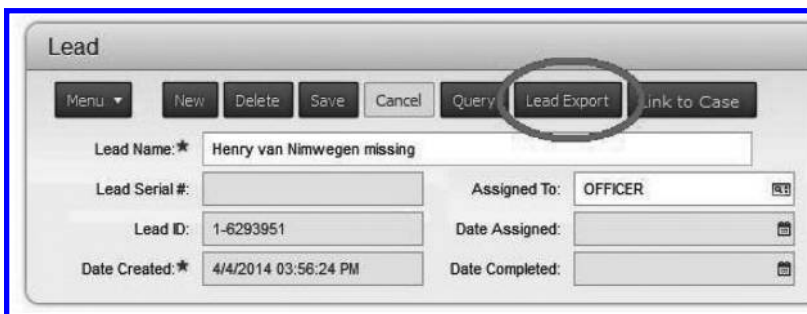 Lead
Menu New Delete Save Cancel Query Lead Export Link to Case
Lead Name:★ Henry van Nimwegen missing
Lead Serial #: Assigned To: OFFICER
Lead ID: 1-6293951 Date Assigned:
Date Created:★ 4/4/2014 03:56:24 PM Date Completed: